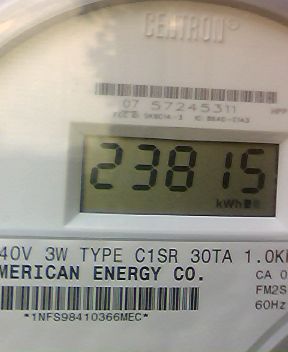 CENTRON®
07 57245311
23815
kWh
40V 3W TYPE C1SR 30TA 1.0K
MERICAN ENERGY CO.
CA 0
FM2S
60Hz
*1NFS98410366MEC*